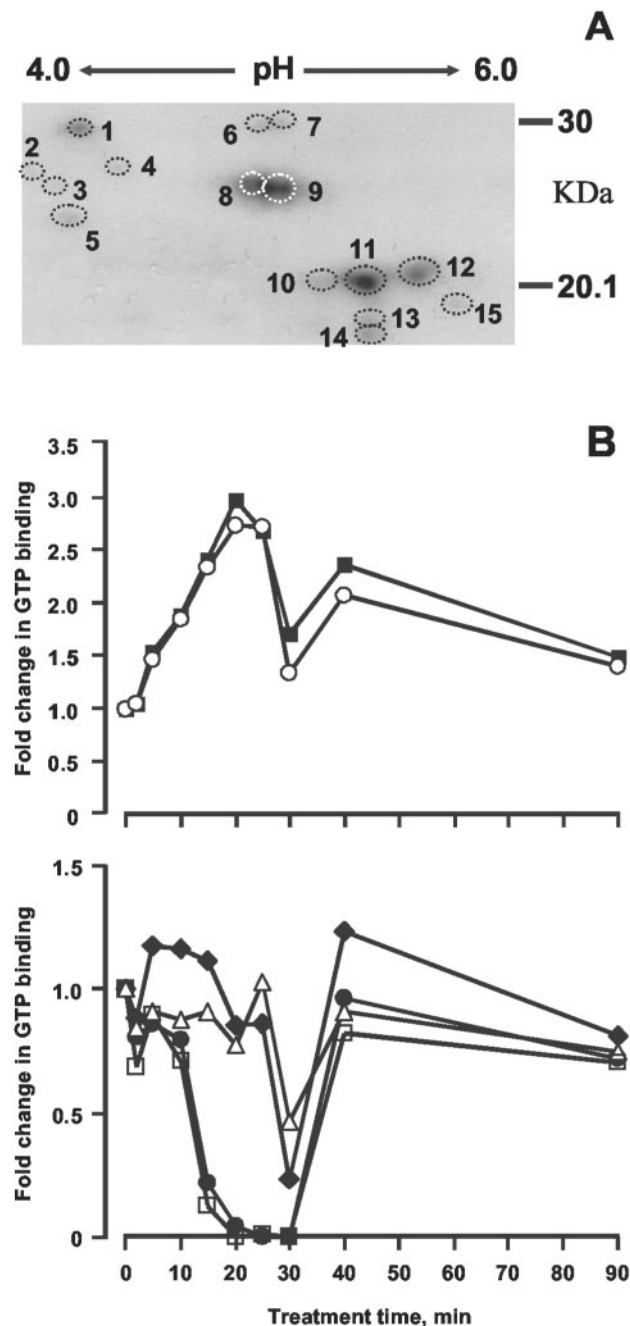 A
4.0 pH 6.0
1 6 7 30
2 4
3 8 9 KDa
5
10 11 12 20.1
13 15
14
B
3.5
3.0
2.5
2.0
1.5
1.0
0.5
0
Fold change in GTP binding
1.5
1.0
0.5
0
Fold change in GTP binding
0 10 20 30 40 50 60 70 80 90
Treatment time, min